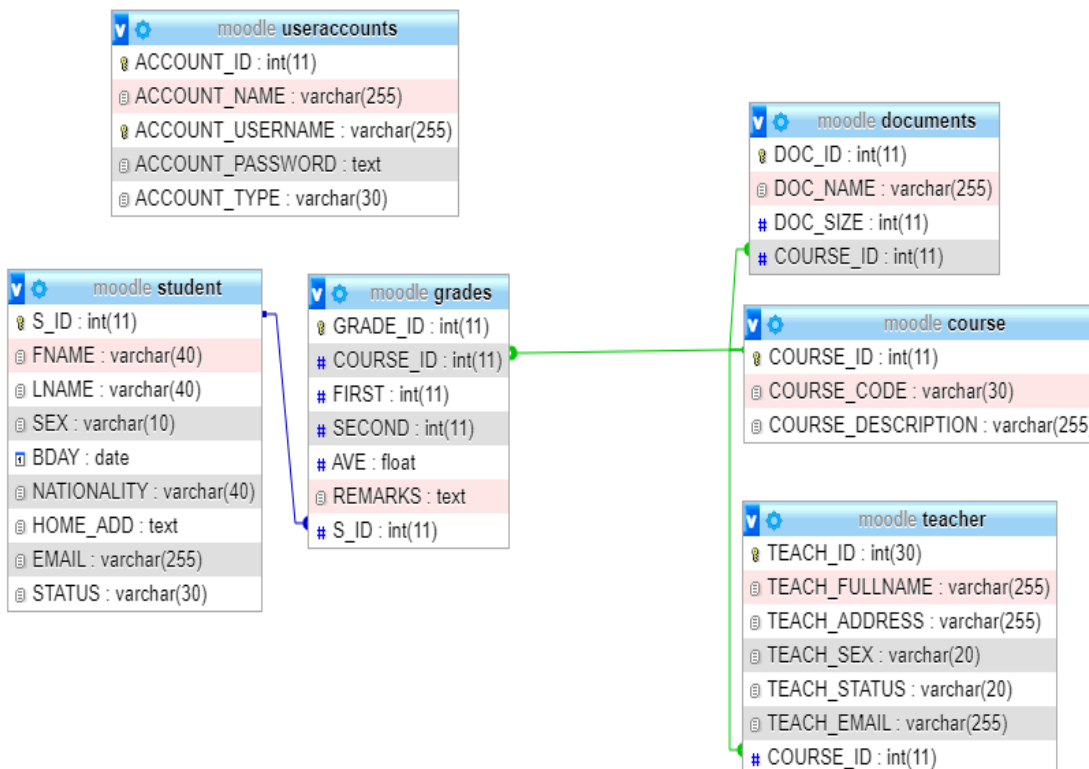 moodle useraccounts
ACCOUNT_ID : int(11)
ACCOUNT_NAME : varchar(255)
ACCOUNT_USERNAME : varchar(255)
ACCOUNT_PASSWORD : text
ACCOUNT_TYPE : varchar(30)
moodle documents
DOC_ID : int(11)
DOC_NAME : varchar(255)
# DOC_SIZE : int(11)
# COURSE_ID : int(11)
moodle student
S_ID : int(11)
FNAME : varchar(40)
LNAME : varchar(40)
SEX : varchar(10)
BDAY : date
NATIONALITY : varchar(40)
HOME_ADD : text
EMAIL : varchar(255)
STATUS : varchar(30)
moodle grades
GRADE_ID : int(11)
# COURSE_ID : int(11)
# FIRST : int(11)
# SECOND : int(11)
# AVE : float
REMARKS : text
# S_ID : int(11)
moodle course
COURSE_ID : int(11)
COURSE_CODE : varchar(30)
COURSE_DESCRIPTION : varchar(255
moodle teacher
TEACH_ID : int(30)
TEACH_FULLNAME : varchar(255)
TEACH_ADDRESS : varchar(255)
TEACH_SEX : varchar(20)
TEACH_STATUS : varchar(20)
TEACH_EMAIL : varchar(255)
# COURSE_ID : int(11)